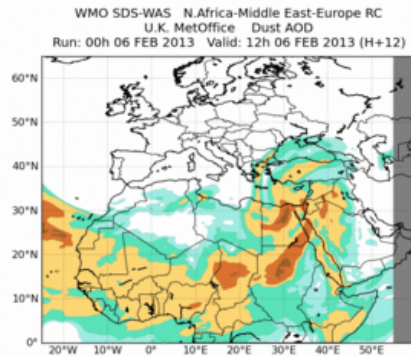 WMO SDS-WAS N.Africa-Middle East-Europe RC
U.K. MetOffice Dust AOD
Run: 00h 06 FEB 2013 Valid: 12h 06 FEB 2013 (H+12)
60°N
50°N
40°N
30°N
20°N
10°N
0°
20°W 10°W 0° 10°E 20°E 30°E 40°E 50°E